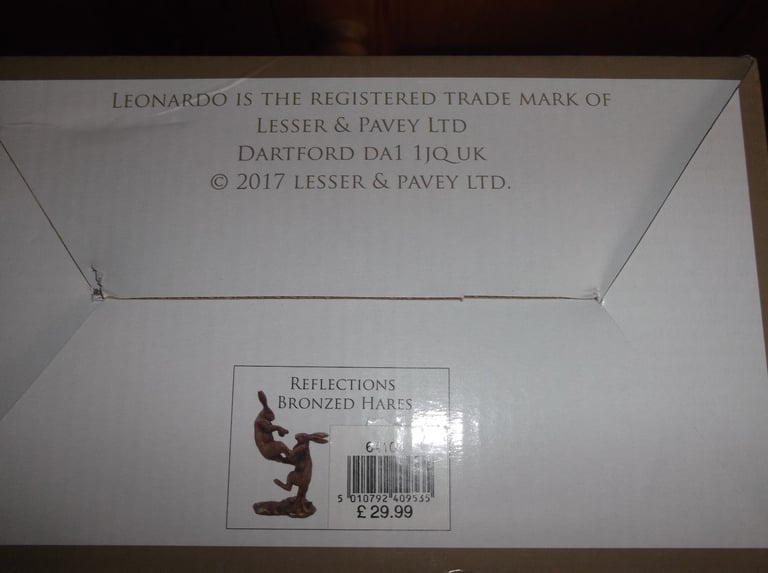 LEONARDO IS THE REGISTERED TRADE MARK OF
LESSER & PAVEY LTD
DARTFORD DA1 1JQ UK
© 2017 LESSER & PAVEY LTD.
REFLECTIONS
BRONZED HARES
5 010792 409535
£ 29.99